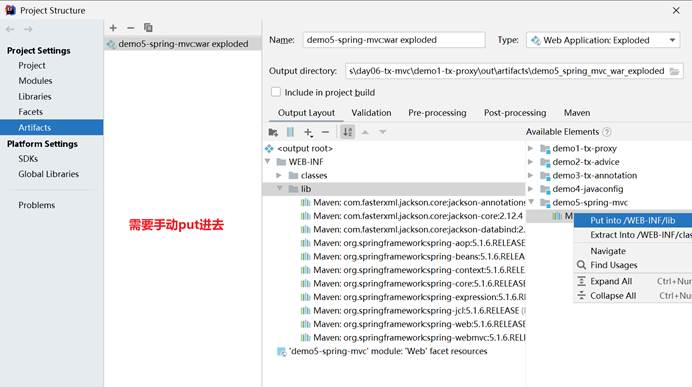 Project Structure
Project Settings
Project
Modules
Libraries
Facets
Artifacts
Platform Settings
SDKs
Global Libraries
Problems
demo5-spring-mvc:war exploded
需要手动put进去
Name: demo5-spring-mvc:war exploded Type: Web Application: Exploded
Output directory: s\day06-tx-mvc\demo1-tx-proxy\out\artifacts\demo5_spring_mvc_war_exploded
Include in project build
Output Layout Validation Pre-processing Post-processing Maven
<output root>
WEB-INF
classes
lib
Maven: com.fasterxml.jackson.core:jackson-annotations
Maven: com.fasterxml.jackson.core:jackson-core:2.12.4
Maven: com.fasterxml.jackson.core:jackson-databind:2.
Maven: org.springframework:spring-aop:5.1.6.RELEASE
Maven: org.springframework:spring-beans:5.1.6.RELEASE
Maven: org.springframework:spring-context:5.1.6.RELEASE
Maven: org.springframework:spring-core:5.1.6.RELEASE
Maven: org.springframework:spring-expression:5.1.6.RELEASE
Maven: org.springframework:spring-jcl:5.1.6.RELEASE
Maven: org.springframework:spring-web:5.1.6.RELEASE
Maven: org.springframework:spring-webmvc:5.1.6.RELEASE
'demo5-spring-mvc' module: 'Web' facet resources
Available Elements ?
demo1-tx-proxy
demo2-tx-advice
demo3-tx-annotation
demo4-javaconfig
demo5-spring-mvc
M
Put into /WEB-INF/lib
Extract Into /WEB-INF/clas
Navigate
Find Usages
Expand All Ctrl+Num
Collapse All Ctrl+Num